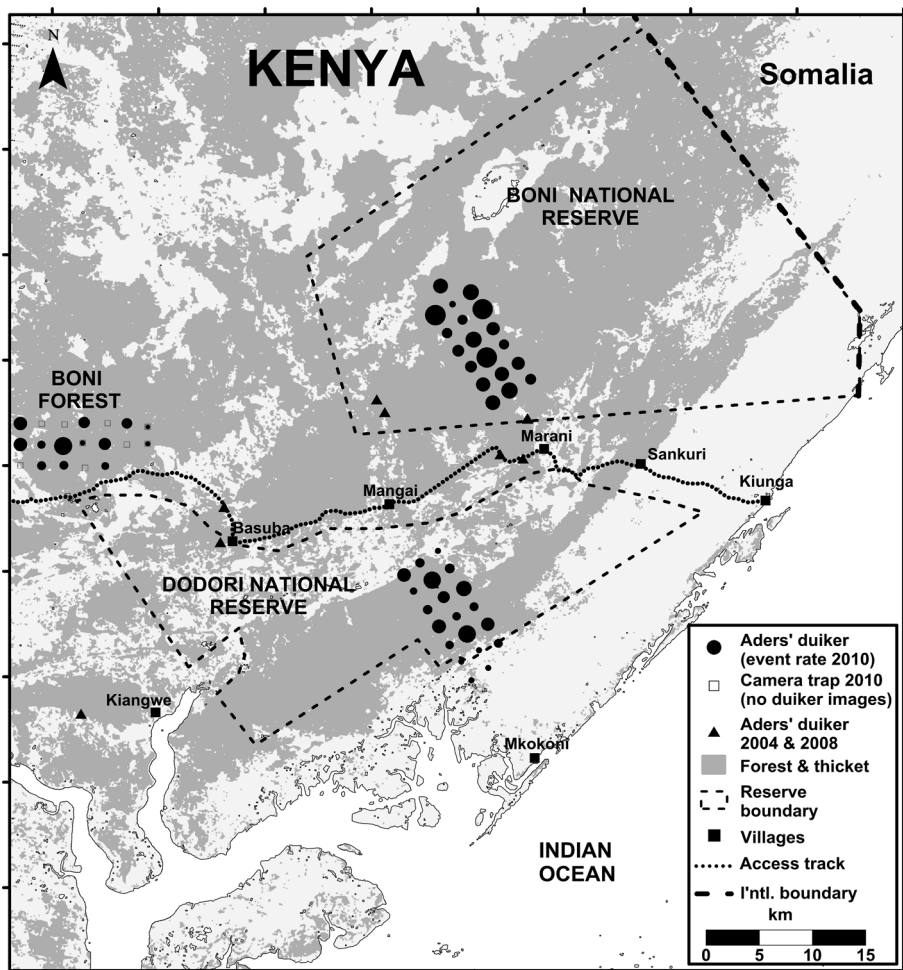 N
KENYA
Somalia
BONI NATIONAL
RESERVE
BONI
FOREST
Marani
Sankuri
Mangai
Kiunga
Basuba
DODORI NATIONAL
RESERVE
Kiangwe
Mkokoni
INDIAN
OCEAN
Aders' duiker
(event rate 2010)
Camera trap 2010
(no duiker images)
Aders' duiker
2004 & 2008
Forest & thicket
Reserve
boundary
Villages
Access track
I'ntl. boundary
km
0 5 10 15